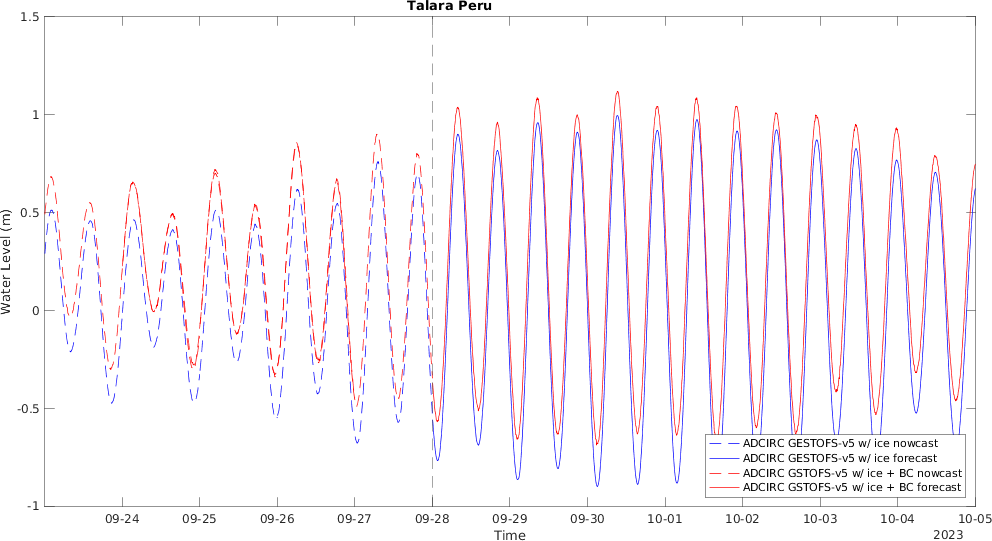 Talara Peru
1.5
1
0.5
0
-0.5
-1
Water Level (m)
09-24 09-25 09-26 09-27 09-28 09-29 09-30 10-01 10-02 10-03 10-04 10-05
Time
2023
ADCIRC GESTOFS-v5 w/ ice nowcast
ADCIRC GESTOFS-v5 w/ ice forecast
ADCIRC GSTOFS-v5 w/ ice + BC nowcast
ADCIRC GSTOFS-v5 w/ ice + BC forecast